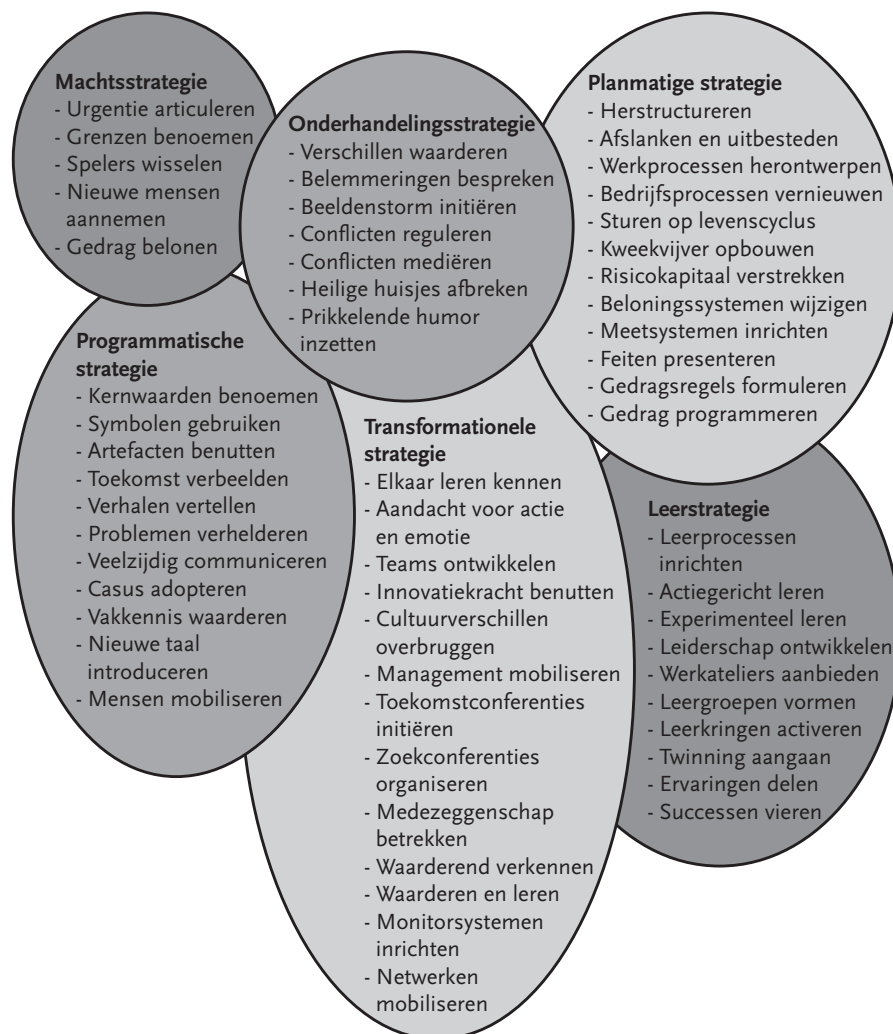 Machtsstrategie
- Urgentie articuleren
- Grenzen benoemen
- Spelers wisselen
- Nieuwe mensen
aannemen
- Gedrag belonen
Onderhandelingsstrategie
- Verschillen waarderen
- Belemmeringen bespreken
- Beeldenstorm initiëren
- Conflicten reguleren
- Conflicten mediëren
- Heilige huisjes afbreken
- Prikkelende humor
inzetten
Planmatige strategie
- Herstructureren
- Afslanken en uitbesteden
- Werkprocessen herontwerpen
- Bedrijfsprocessen vernieuwen
- Sturen op levenscyclus
- Kweekvijver opbouwen
- Risicokapitaal verstrekken
- Beloningssystemen wijzigen
- Meetsystemen inrichten
- Feiten presenteren
- Gedragsregels formuleren
- Gedrag programmeren
Programmatische
strategie
- Kernwaarden benoemen
- Symbolen gebruiken
- Artefacten benutten
- Toekomst verbeelden
- Verhalen vertellen
- Problemen verhelderen
- Veelzijdig communiceren
- Casus adopteren
- Vakkennis waarderen
- Nieuwe taal
introduceren
- Mensen mobiliseren
Transformationele
strategie
- Elkaar leren kennen
- Aandacht voor actie
en emotie
- Teams ontwikkelen
- Innovatiekracht benutten
- Cultuurverschillen
overbruggen
- Management mobiliseren
- Toekomstconferenties
initiëren
- Zoekconferenties
organiseren
- Medezeggenschap
betrekken
- Waarderend verkennen
- Waarderen en leren
- Monitorsystemen
inrichten
- Netwerken
mobiliseren
Leerstrategie
- Leerprocessen
inrichten
- Actiegericht leren
- Experimenteel leren
- Leiderschap ontwikkelen
- Werkateliers aanbieden
- Leergroepen vormen
- Leerkringen activeren
- Twinning aangaan
- Ervaringen delen
- Successen vieren